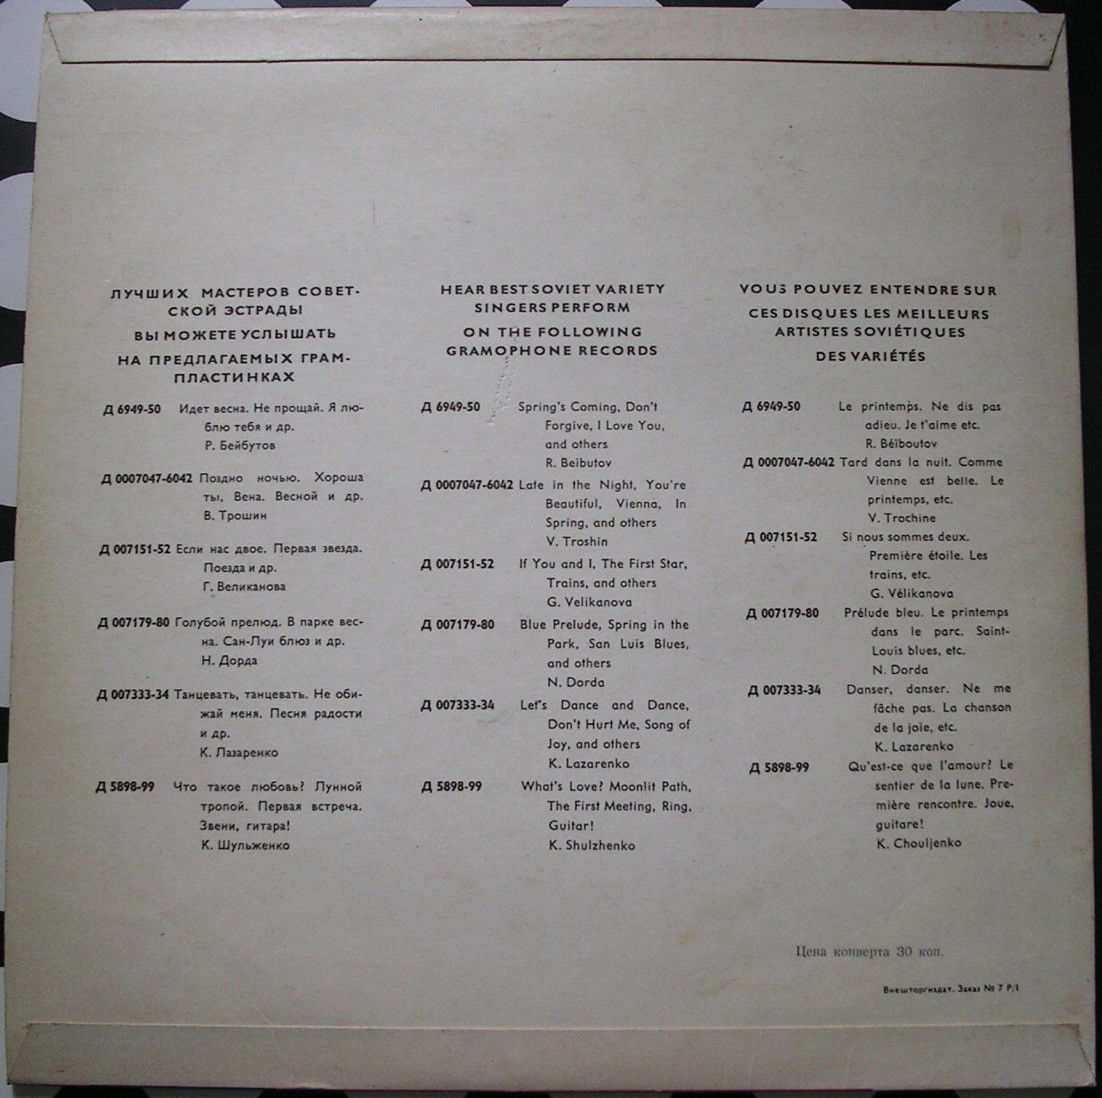 ЛУЧШИХ МАСТЕРОВ СОВЕТ-
СКОЙ ЭСТРАДЫ
ВЫ МОЖЕТЕ УСЛЫШАТЬ
НА ПРЕДЛАГАЕМЫХ ГРАМ-
ПЛАСТИНКАХ
Д 6949-50 Идет весна. Не прощай. Я лю-
блю тебя и др.
Р. Бейбутов
Д 0007047-6042 Поздно ночью. Хороша
ты, Вена. Весной и др.
В. Трошин
Д 007151-52 Если нас двое. Первая звезда.
Поезда и др.
Г. Великанова
Д 007179-80 Голубой прелюд. В парке вес-
на. Сан-Луи блюз и др.
Н. Дорда
Д 007333-34 Танцевать, танцевать. Не оби-
жай меня. Песня радости
и др.
К. Лазаренко
Д 5898-99 Что такое любовь? Лунной
тропой. Первая встреча.
Звени, гитара!
К. Шульженко
HEAR BEST SOVIET VARIETY
SINGERS PERFORM
ON THE FOLLOWING
GRAMOPHONE RECORDS
Д 6949-50 Spring's Coming, Don't
Forgive, I Love You,
and others
R. Beibutov
Д 0007047-6042 Late in the Night, You're
Beautiful, Vienna, In
Spring, and others
V. Troshin
Д 007151-52 If You and I, The First Star,
Trains, and others
G. Velikanova
Д 007179-80 Blue Prelude, Spring in the
Park, San Luis Blues,
and others
N. Dorda
Д 007333-34 Let's Dance and Dance,
Don't Hurt Me, Song of
Joy, and others
K. Lazarenko
Д 5898-99 What's Love? Moonlit Path,
The First Meeting, Ring,
Guitar!
K. Shulzhenko
VOUS POUVEZ ENTENDRE SUR
CES DISQUES LES MEILLEURS
ARTISTES SOVIÉTIQUES
DES VARIÉTÉS
Д 6949-50 Le printemps. Ne dis pas
adieu. Je t'aime etc.
R. Béïboutov
Д 0007047-6042 Tard dans la nuit. Comme
Vienne est belle. Le
printemps, etc.
V. Trochine
Д 007151-52 Si nous sommes deux.
Première étoile. Les
trains, etc.
G. Vélikanova
Д 007179-80 Prélude bleu. Le printemps
dans le parc. Saint-
Louis blues, etc.
N. Dorda
Д 007333-34 Danser, danser. Ne me
fâche pas. La chanson
de la joie, etc.
K. Lazarenko
Д 5898-99 Qu'est-ce que l'amour? Le
sentier de la lune. Pre-
mière rencontre. Joue,
guitare!
K. Chouljenko
Цена конверта 30 коп.
Внешторгиздат. Заказ № 7 Р/1